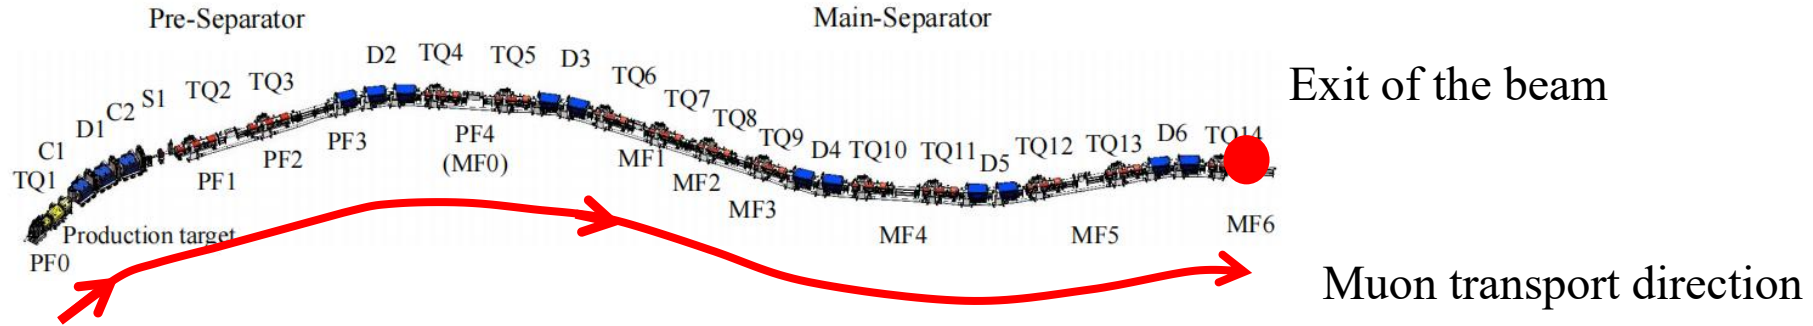 Pre-Separator
Main-Separator
TQ1
C1
D1
C2
S1
TQ2
TQ3
D2
TQ4
TQ5
D3
TQ6
TQ7
TQ8
TQ9
D4
TQ10
TQ11
D5
TQ12
TQ13
D6
TQ14
Exit of the beam
Production target
PF0
PF1
PF2
PF3
PF4
(MF0)
MF1
MF2
MF3
MF4
MF5
MF6
Muon transport direction